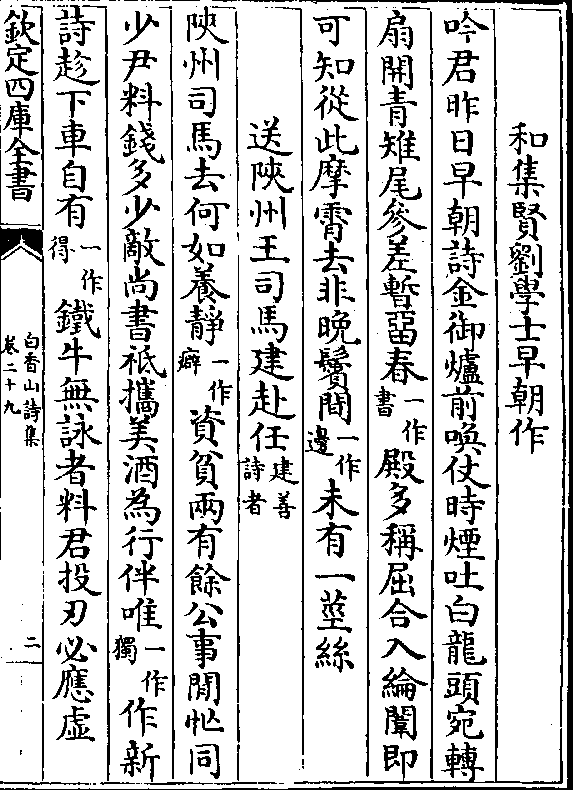 和集賢劉學士早朝作
吟君昨日早朝詩金御爐前喚仗時煙吐白龍頭宛轉
扇開青雉尾參差暫留春一作書殿多稱屈合入綸闈即
可知從此摩霄去非晚鬢間一作邊未有一莖絲
送陜州王司馬建赴任建善詩者
陜州司馬去何如養靜一作癖資貧兩有餘公事閒忙同
少尹料錢多少敵尚書祗攜美酒為行伴唯一作獨作新
詩趁下車自有一作得鐵牛無詠者料君投刃必應虛
欽定四庫全書
白香山詩集
卷二十九
二